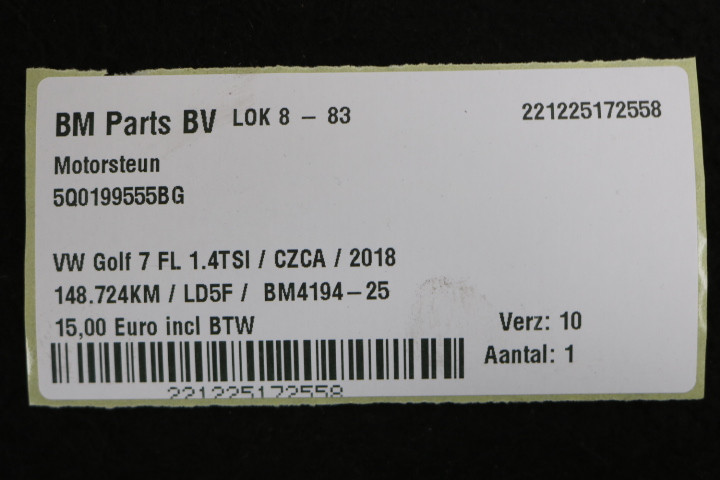 BM Parts BV LOK 8 - 83 221225172558
Motorsteun
5Q0199555BG
VW Golf 7 FL 1.4TSI / CZCA / 2018
148.724KM / LD5F / BM4194-25
15,00 Euro incl BTW Verz: 10
Aantal: 1
221225172558